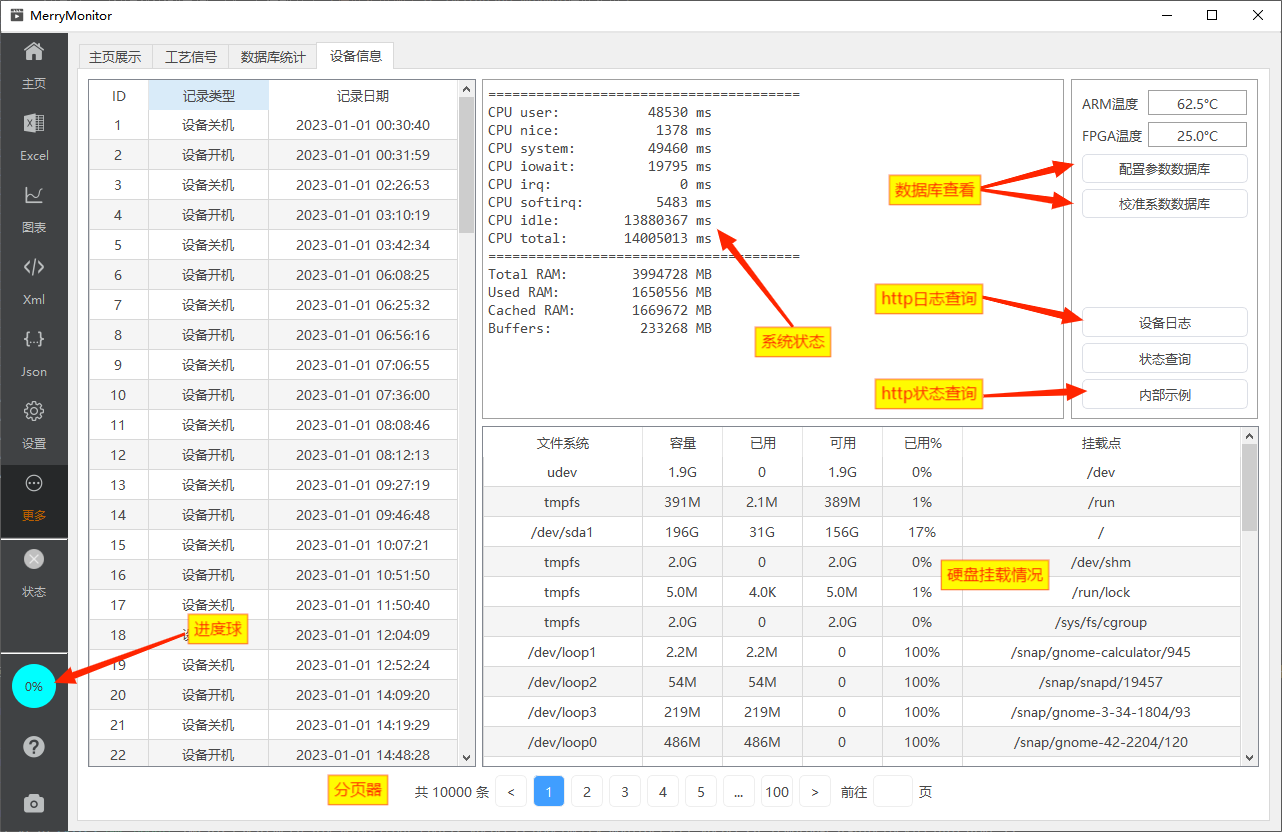 MerryMonitor
主页
Excel
图表
Xml
Json
设置
更多
状态
0%
主页展示 工艺信号 数据库统计 设备信息
ID 记录类型 记录日期
1 设备关机 2023-01-01 00:30:40
2 设备开机 2023-01-01 00:31:59
3 设备关机 2023-01-01 02:26:53
4 设备开机 2023-01-01 03:10:19
5 设备关机 2023-01-01 03:42:34
6 设备开机 2023-01-01 06:08:25
7 设备关机 2023-01-01 06:25:32
8 设备开机 2023-01-01 06:56:16
9 设备关机 2023-01-01 07:06:55
10 设备开机 2023-01-01 07:36:00
11 设备关机 2023-01-01 08:08:46
12 设备开机 2023-01-01 08:12:13
13 设备关机 2023-01-01 09:27:19
14 设备开机 2023-01-01 09:46:48
15 设备关机 2023-01-01 10:07:21
16 设备开机 2023-01-01 10:51:50
17 设备关机 2023-01-01 11:50:40
18 设 2023-01-01 12:04:09
进度球
19 设备关机 2023-01-01 12:52:24
20 设备开机 2023-01-01 14:09:20
21 设备关机 2023-01-01 14:19:29
22 设备开机 2023-01-01 14:48:28
=======================================
CPU user: 48530 ms
CPU nice: 1378 ms
CPU system: 49460 ms
CPU iowait: 19795 ms
CPU irq: 0 ms
CPU softirq: 5483 ms
CPU idle: 13880367 ms
CPU total: 14005013 ms
=======================================
Total RAM: 3994728 MB
Used RAM: 1650556 MB
Cached RAM: 1669672 MB
Buffers: 233268 MB
系统状态
数据库查看
http日志查询
http状态查询
ARM温度 62.5°C
FPGA温度 25.0°C
配置参数数据库
校准系数数据库
设备日志
状态查询
内部示例
文件系统 容量 已用 可用 已用% 挂载点
udev 1.9G 0 1.9G 0% /dev
tmpfs 391M 2.1M 389M 1% /run
/dev/sda1 196G 31G 156G 17% /
tmpfs 2.0G 0 2.0G 0% /dev/shm
硬盘挂载情况
tmpfs 5.0M 4.0K 5.0M 1% /run/lock
tmpfs 2.0G 0 2.0G 0% /sys/fs/cgroup
/dev/loop1 2.2M 2.2M 0 100% /snap/gnome-calculator/945
/dev/loop2 54M 54M 0 100% /snap/snapd/19457
/dev/loop3 219M 219M 0 100% /snap/gnome-3-34-1804/93
/dev/loop0 486M 486M 0 100% /snap/gnome-42-2204/120
分页器 共 10000 条 < 1 2 3 4 5 ... 100 > 前往 页